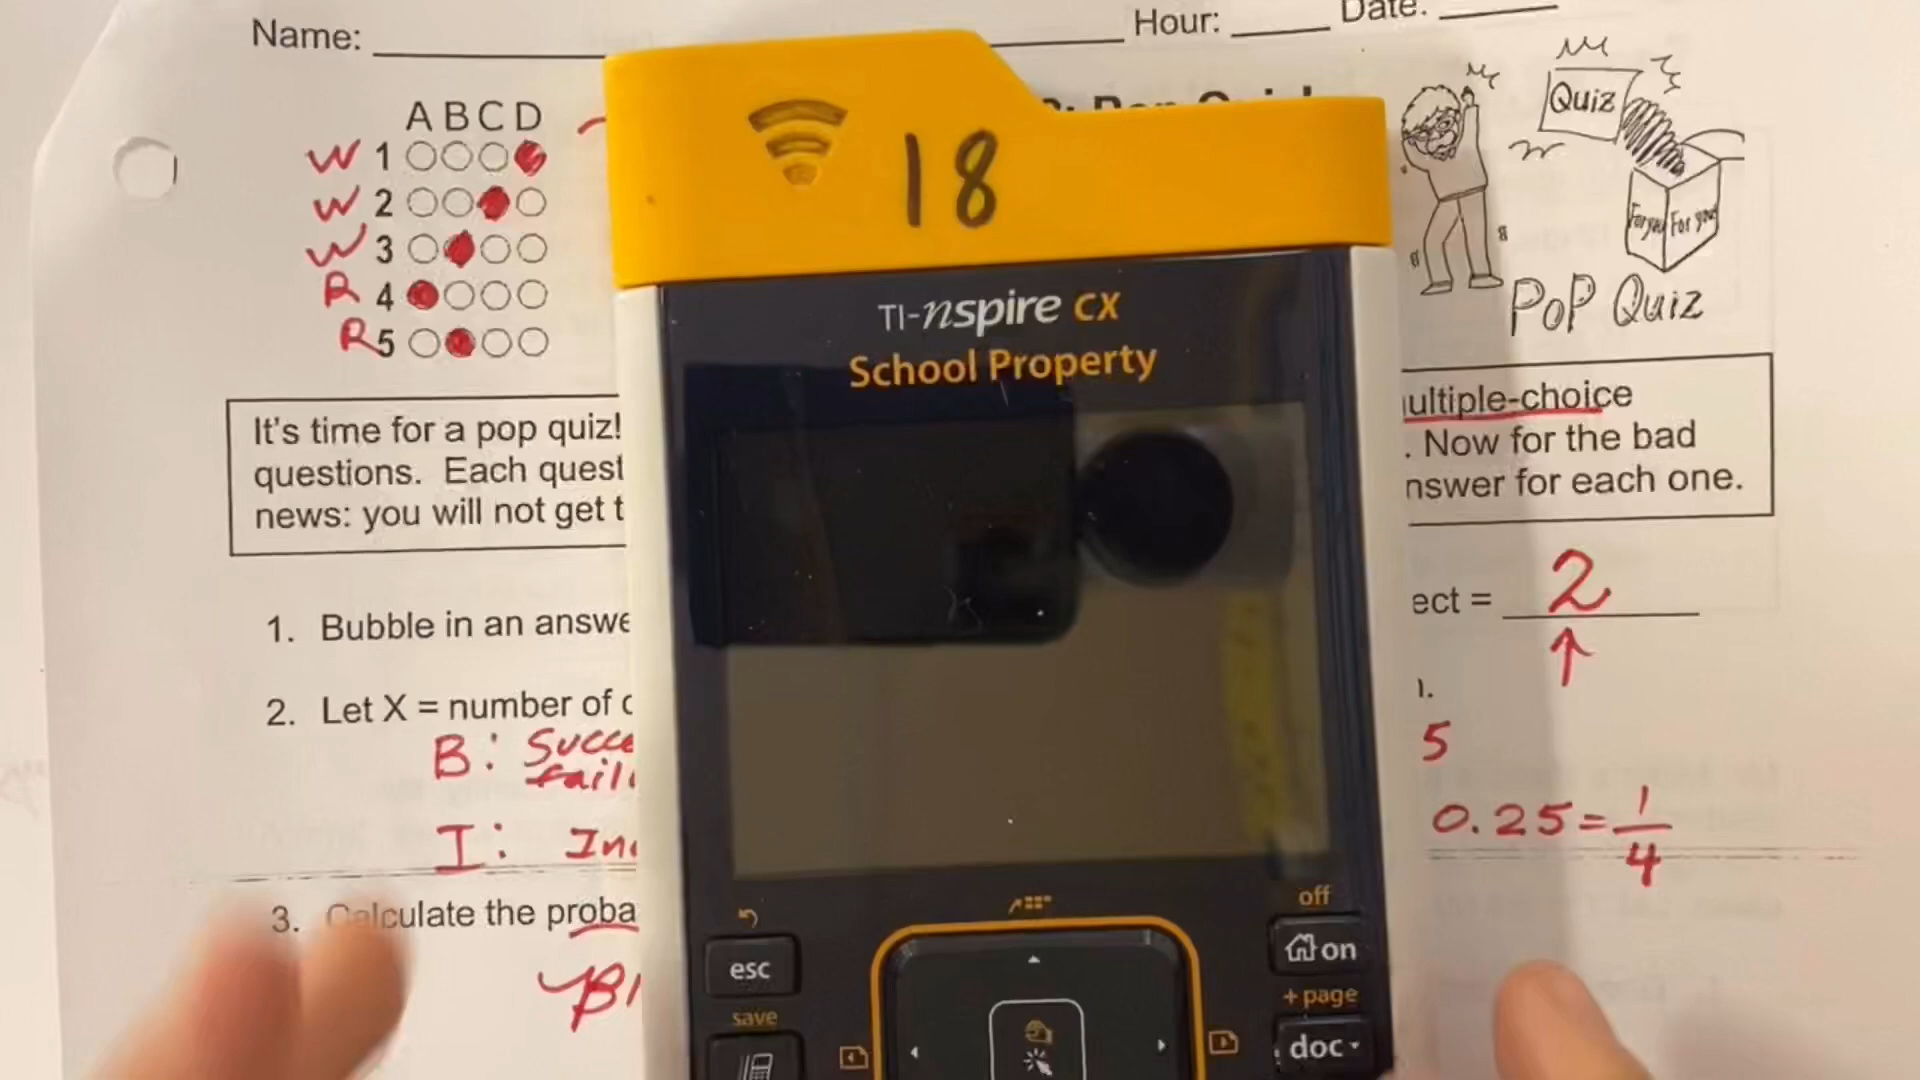 Name: Hour: Date:
A B C D
W 1
W 2
W 3
R 4
R 5
18
Quiz
For you For you!
PoP Quiz
TI-nspire CX
School Property
It's time for a pop quiz! ultiple-choice
questions. Each quest . Now for the bad
news: you will not get t nswer for each one.
1. Bubble in an answe ect = 2
2. Let X = number of
B: Succe 5
fail
I: In 0.25 = 1/4
3. Calculate the proba
off
esc on
+ page
save
doc